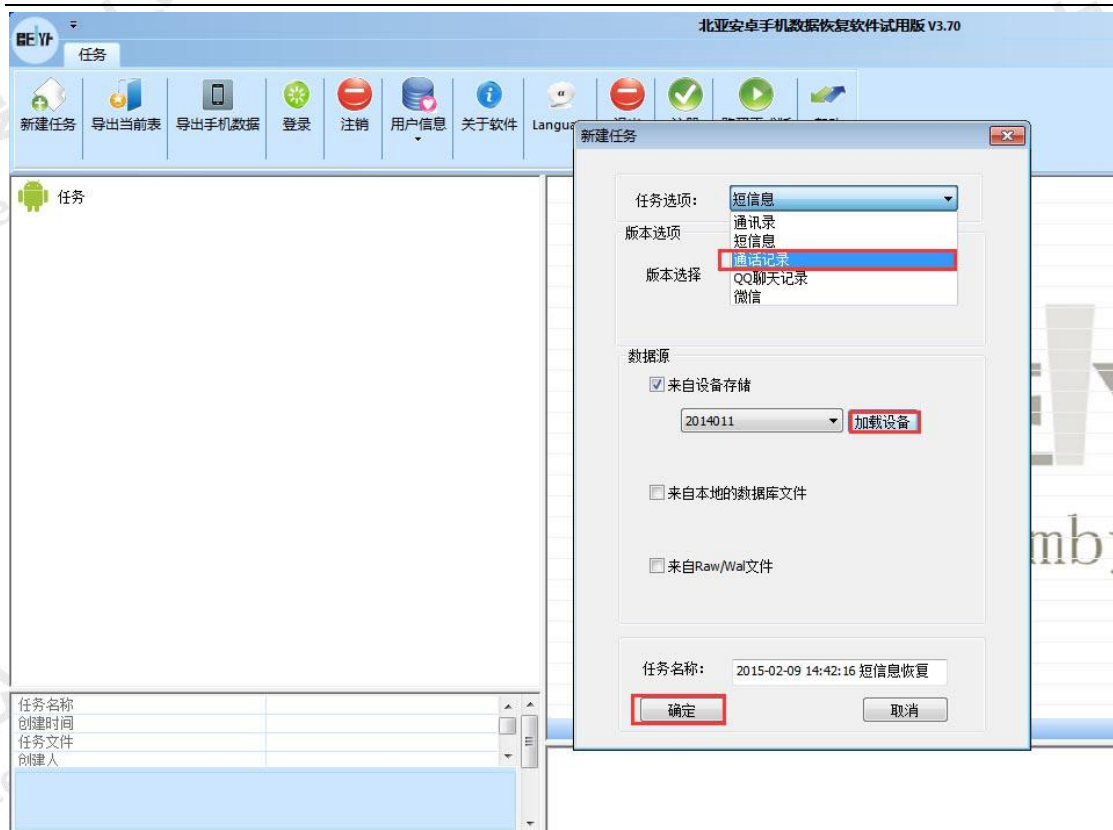 北亚安卓手机数据恢复软件试用版 V3.70
BEIYA
任务
新建任务 导出当前表 导出手机数据 登录 注销 用户信息 关于软件
新建任务
任务
任务选项: 短信息
通讯录
版本选项
短信息
通话记录
版本选择
QQ聊天记录
微信
数据源
来自设备存储
2014011 加载设备
来自本地的数据库文件
来自Raw/Wal文件
任务名称: 2015-02-09 14:42:16 短信息恢复
确定 取消
任务名称
创建时间
任务文件
创建人